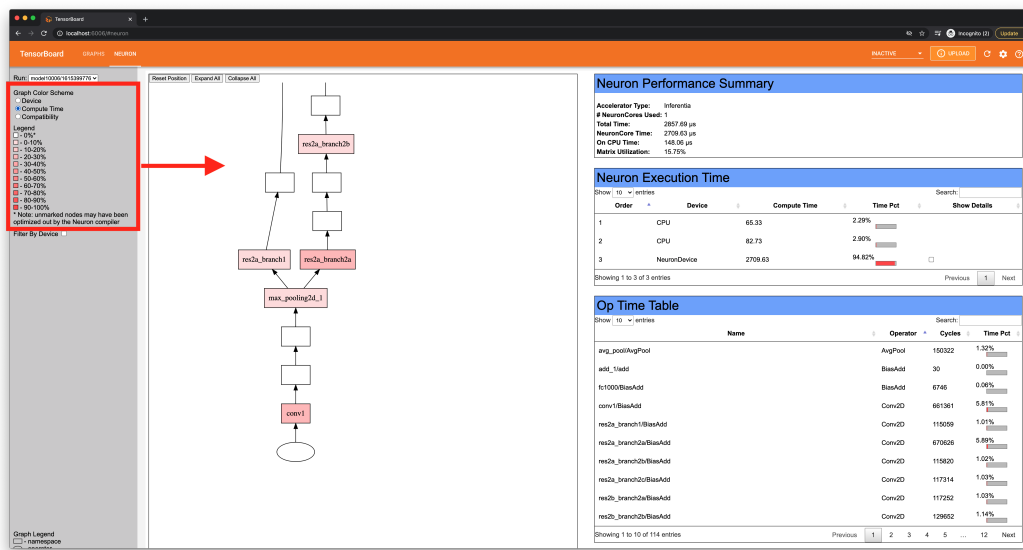 TensorBoard
localhost:6006/#neuron
Incognito (2)
Update
TensorBoard
GRAPHS
NEURON
INACTIVE
UPLOAD
Run: model10006/1615399776
Graph Color Scheme
Device
Compute Time
Compatibility
Legend
- 0%*
- 0-10%
- 10-20%
- 20-30%
- 30-40%
- 40-50%
- 50-60%
- 60-70%
- 70-80%
- 80-90%
- 90-100%
* Note: unmarked nodes may have been
optimized out by the Neuron compiler
Filter By Device
Graph Legend
- namespace
Reset Position Expand All Collapse All
res2a_branch2b
res2a_branch1
res2a_branch2a
max_pooling2d_1
conv1
Neuron Performance Summary
Accelerator Type: Inferentia
# NeuronCores Used: 1
Total Time: 2857.69 µs
NeuronCore Time: 2709.63 µs
On CPU Time: 148.06 µs
Matrix Utilization: 15.75%
Neuron Execution Time
Show 10 entries Search:
Order Device Compute Time Time Pct Show Details
1 CPU 65.33 2.29%
2 CPU 82.73 2.90%
3 NeuronDevice 2709.63 94.82%
Showing 1 to 3 of 3 entries Previous 1 Next
Op Time Table
Show 10 entries Search:
Name Operator Cycles Time Pct
avg_pool/AvgPool AvgPool 150322 1.32%
add_1/add BiasAdd 30 0.00%
fc1000/BiasAdd BiasAdd 6746 0.06%
conv1/BiasAdd Conv2D 661361 5.81%
res2a_branch1/BiasAdd Conv2D 115059 1.01%
res2a_branch2a/BiasAdd Conv2D 670626 5.89%
res2a_branch2b/BiasAdd Conv2D 115820 1.02%
res2a_branch2c/BiasAdd Conv2D 117314 1.03%
res2b_branch2a/BiasAdd Conv2D 117252 1.03%
res2b_branch2b/BiasAdd Conv2D 129652 1.14%
Showing 1 to 10 of 114 entries Previous 1 2 3 4 5 ... 12 Next